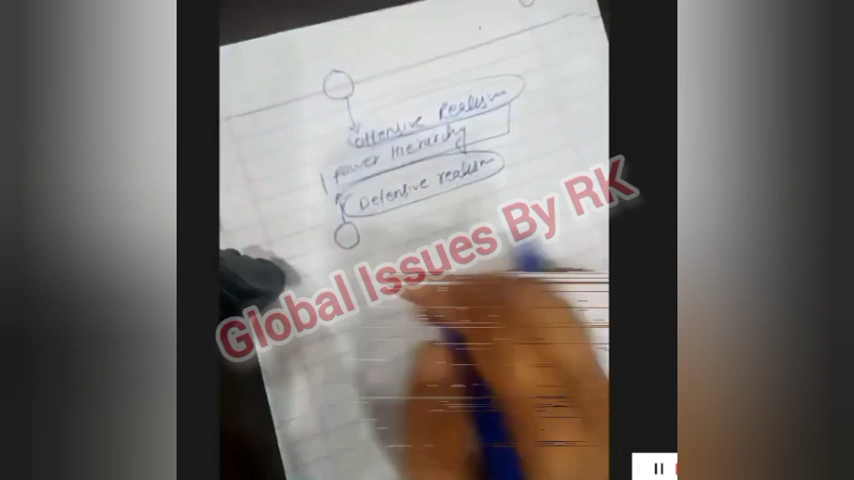 offensive Realism
Power Hierarchy
Defensive realism
Global Issues By RK